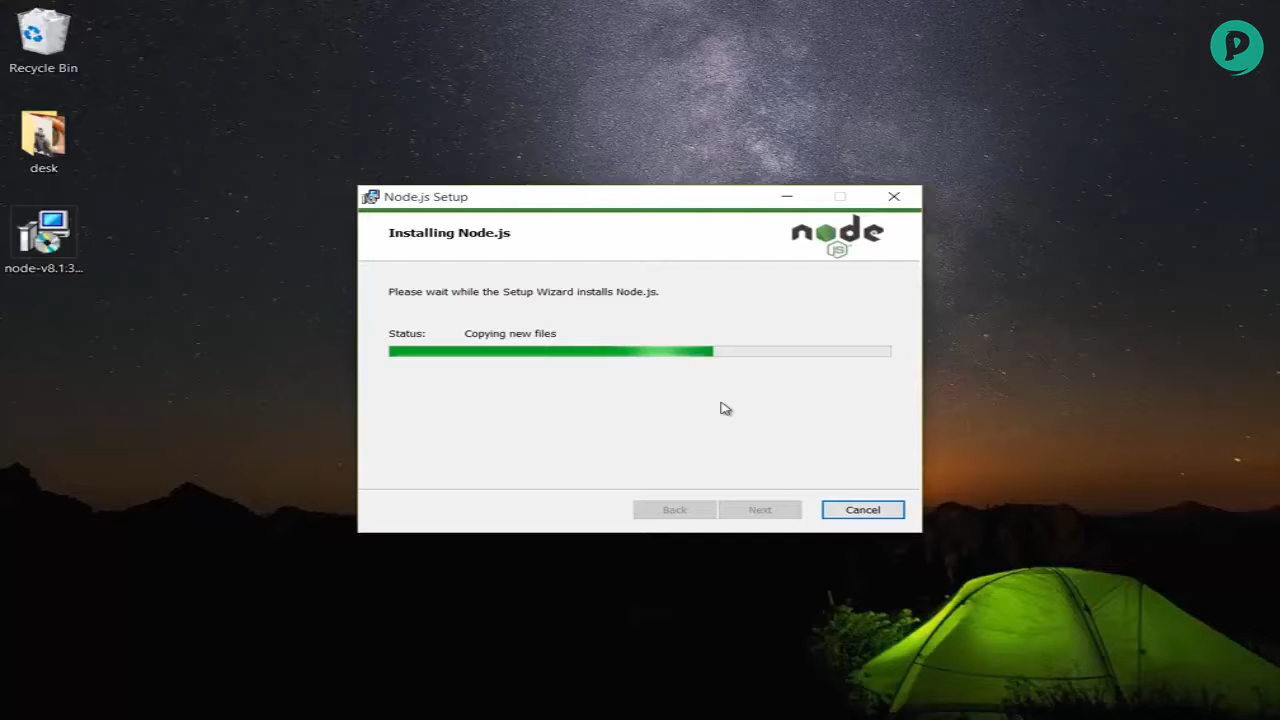 Recycle Bin
desk
node-v8.1.3...
Node.js Setup
Installing Node.js
node
JS
Please wait while the Setup Wizard installs Node.js.
Status: Copying new files
Back Next Cancel
P